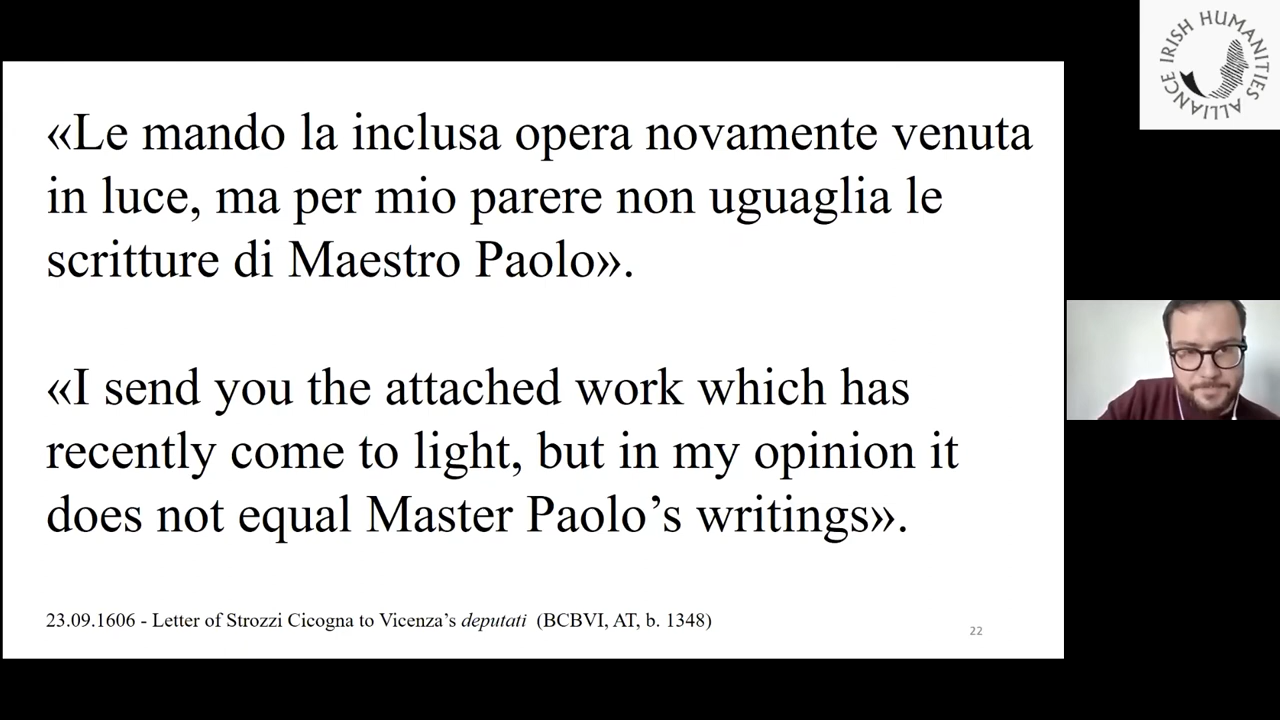 «Le mando la inclusa opera novamente venuta
in luce, ma per mio parere non uguaglia le
scritture di Maestro Paolo».
«I send you the attached work which has
recently come to light, but in my opinion it
does not equal Master Paolo’s writings».
23.09.1606 - Letter of Strozzi Cicogna to Vicenza’s deputati (BCBVI, AT, b. 1348)
22
IRISH HUMANITIES ALLIANCE